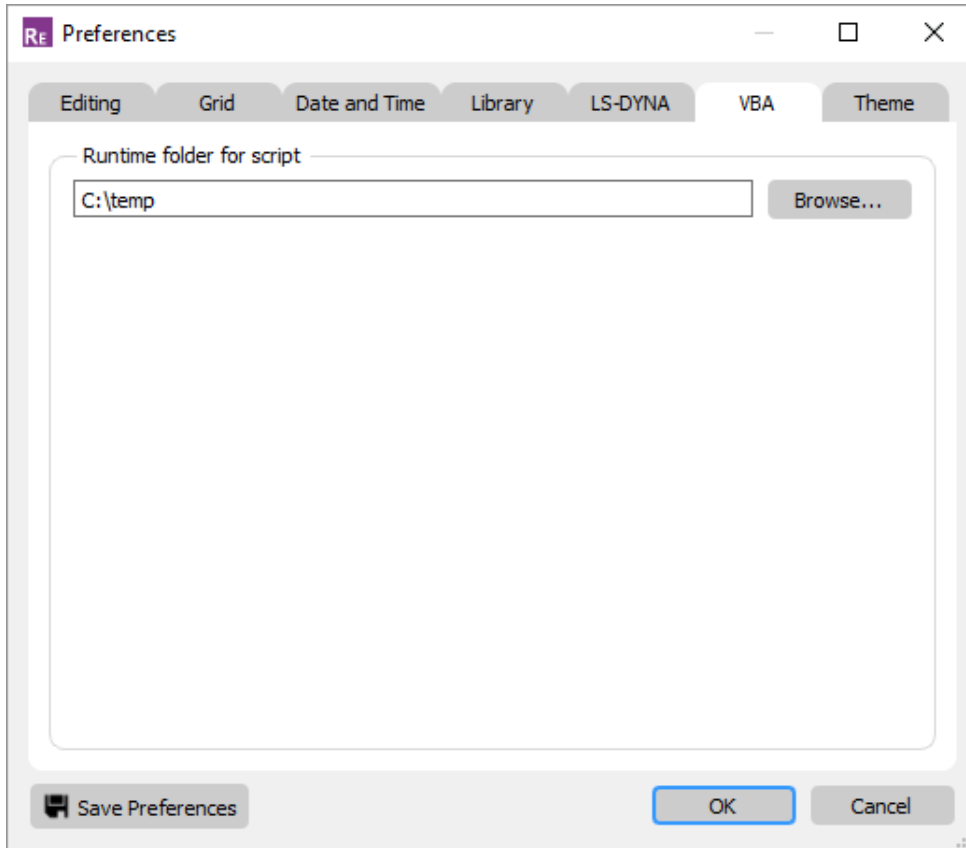 RE Preferences
Editing Grid Date and Time Library LS-DYNA VBA Theme
Runtime folder for script
C:\temp Browse...
Save Preferences OK Cancel